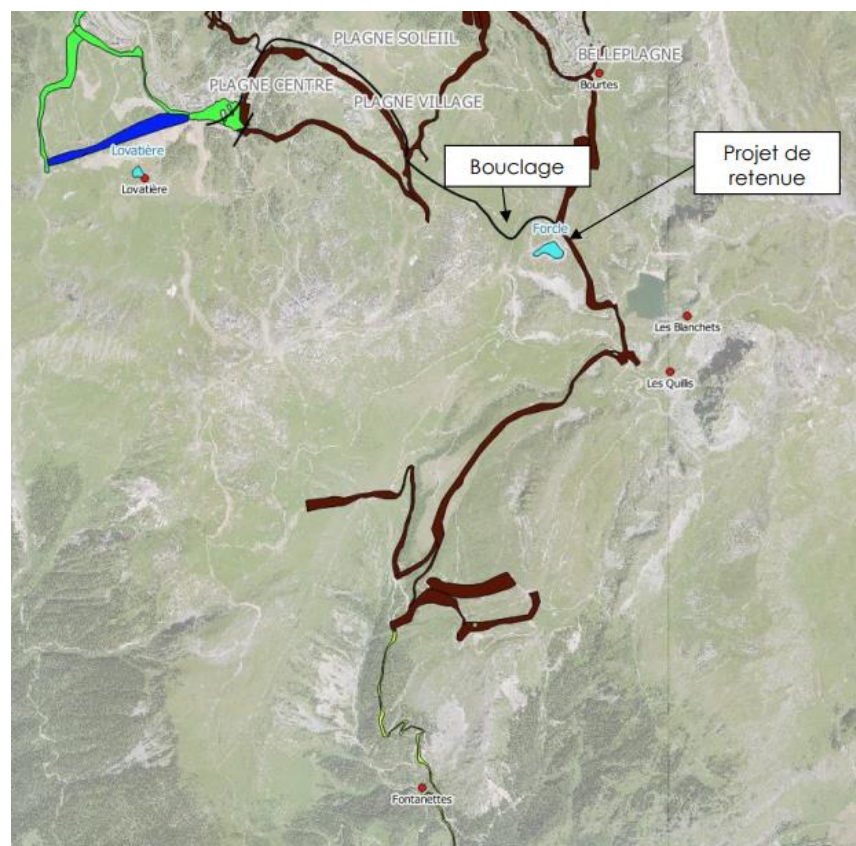 PLAGNE SOLEIIL
BELLEPLAGNE
PLAGNE CENTRE
Bourtes
PLAGNE VILLAGE
Lovatière
Lovatière
Bouclage
Projet de
retenue
Forcle
Les Blanchets
Les Quillis
Fontanettes